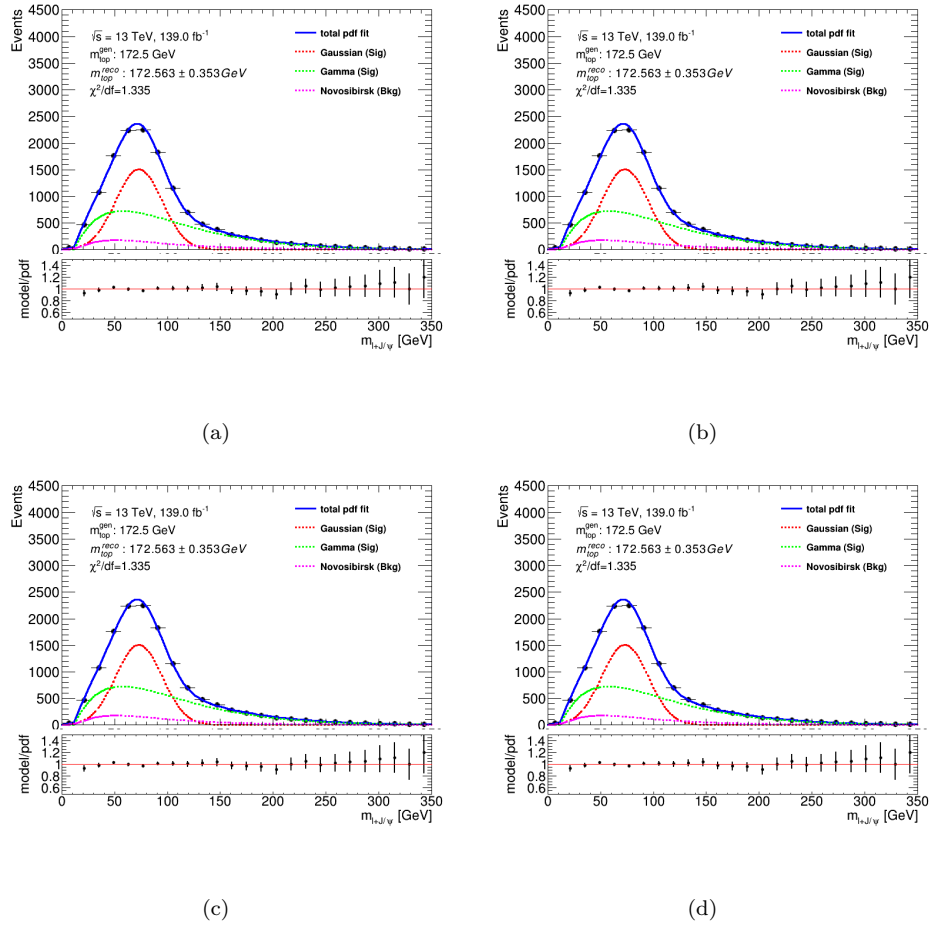 Events
4500
4000
3500
3000
2500
2000
1500
1000
500
0
√s = 13 TeV, 139.0 fb⁻¹
m_top^gen : 172.5 GeV
m_top^reco : 172.563 ± 0.353GeV
χ²/df=1.335
total pdf fit
Gaussian (Sig)
Gamma (Sig)
Novosibirsk (Bkg)
model/pdf
1.4
1.2
1
0.8
0.6
0 50 100 150 200 250 300 350
m_l+J/ψ [GeV]
(a)
Events
4500
4000
3500
3000
2500
2000
1500
1000
500
0
√s = 13 TeV, 139.0 fb⁻¹
m_top^gen : 172.5 GeV
m_top^reco : 172.563 ± 0.353GeV
χ²/df=1.335
total pdf fit
Gaussian (Sig)
Gamma (Sig)
Novosibirsk (Bkg)
model/pdf
1.4
1.2
1
0.8
0.6
0 50 100 150 200 250 300 350
m_l+J/ψ [GeV]
(b)
Events
4500
4000
3500
3000
2500
2000
1500
1000
500
0
√s = 13 TeV, 139.0 fb⁻¹
m_top^gen : 172.5 GeV
m_top^reco : 172.563 ± 0.353GeV
χ²/df=1.335
total pdf fit
Gaussian (Sig)
Gamma (Sig)
Novosibirsk (Bkg)
model/pdf
1.4
1.2
1
0.8
0.6
0 50 100 150 200 250 300 350
m_l+J/ψ [GeV]
(c)
Events
4500
4000
3500
3000
2500
2000
1500
1000
500
0
√s = 13 TeV, 139.0 fb⁻¹
m_top^gen : 172.5 GeV
m_top^reco : 172.563 ± 0.353GeV
χ²/df=1.335
total pdf fit
Gaussian (Sig)
Gamma (Sig)
Novosibirsk (Bkg)
model/pdf
1.4
1.2
1
0.8
0.6
0 50 100 150 200 250 300 350
m_l+J/ψ [GeV]
(d)